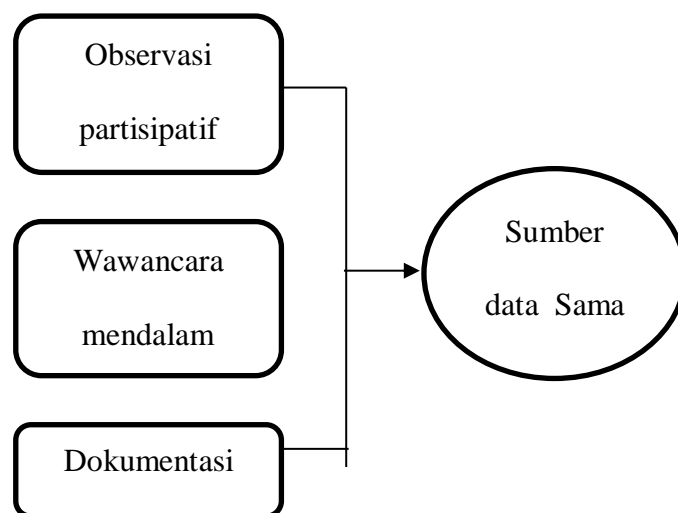 Observasi
partisipatif
Wawancara
mendalam
Dokumentasi
Sumber
data Sama